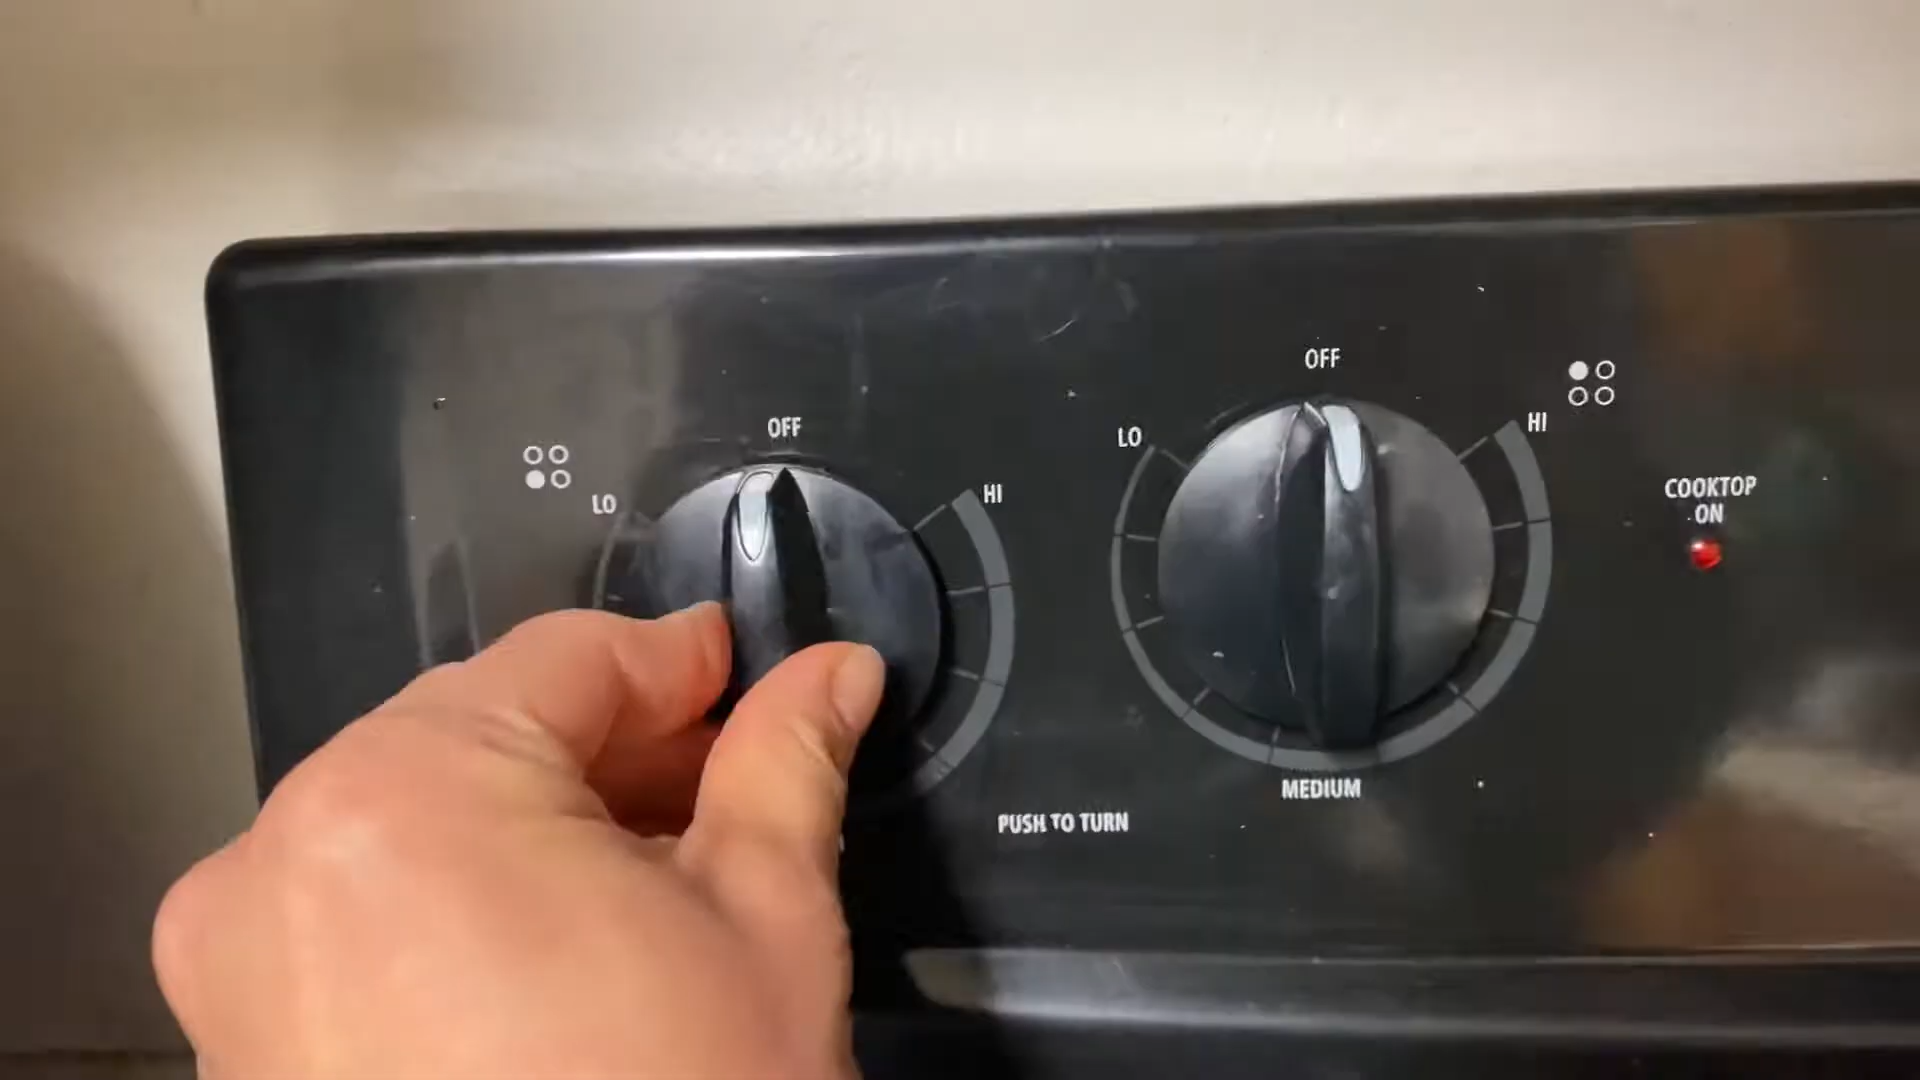 OFF
LO
HI
OFF
LO
HI
MEDIUM
COOKTOP
ON
PUSH TO TURN